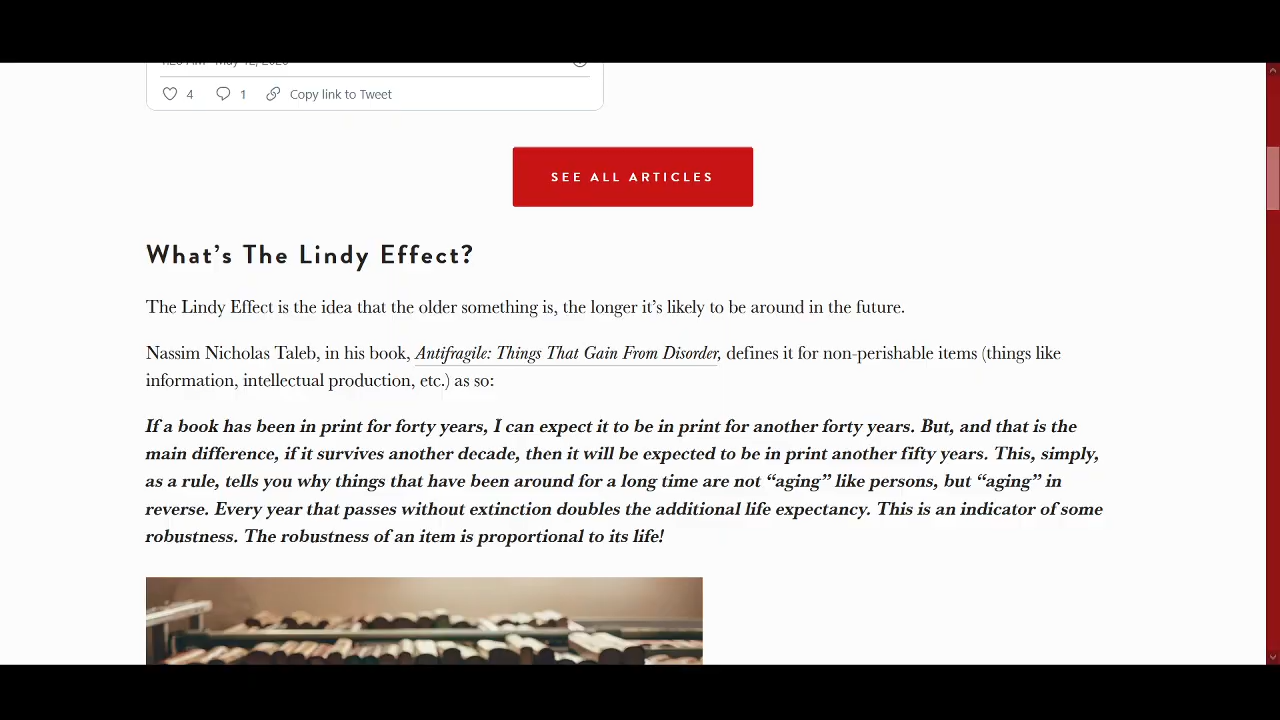 4 1 Copy link to Tweet
SEE ALL ARTICLES
What’s The Lindy Effect?
The Lindy Effect is the idea that the older something is, the longer it’s likely to be around in the future.
Nassim Nicholas Taleb, in his book, Antifragile: Things That Gain From Disorder, defines it for non-perishable items (things like
information, intellectual production, etc.) as so:
If a book has been in print for forty years, I can expect it to be in print for another forty years. But, and that is the
main difference, if it survives another decade, then it will be expected to be in print another fifty years. This, simply,
as a rule, tells you why things that have been around for a long time are not “aging” like persons, but “aging” in
reverse. Every year that passes without extinction doubles the additional life expectancy. This is an indicator of some
robustness. The robustness of an item is proportional to its life!